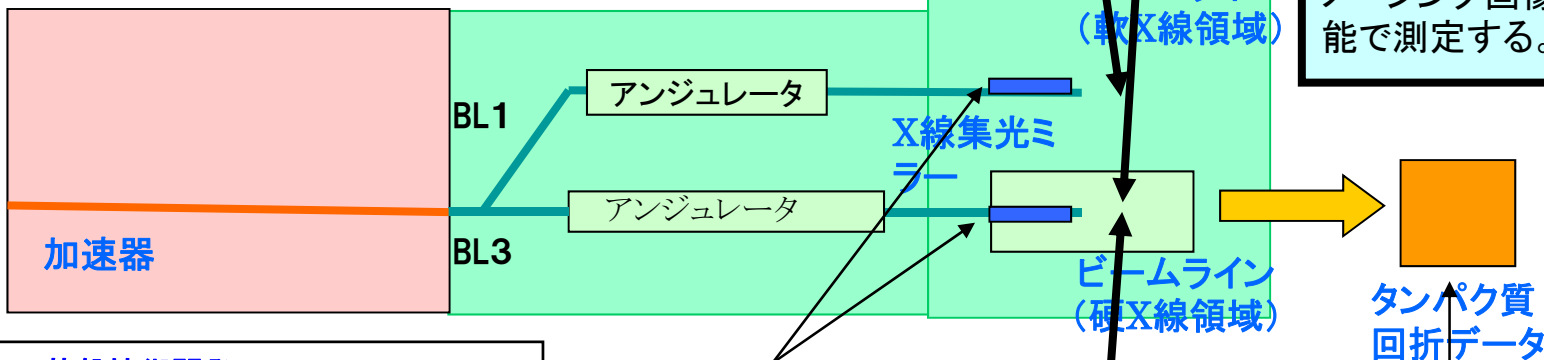 （軟X線領域）
能で測定する。
アンジュレータ
BL1
X線集光ミ
ラー
アンジュレータ
加速器
BL3
ビームライン
（硬X線領域）
タンパク質
回折データ